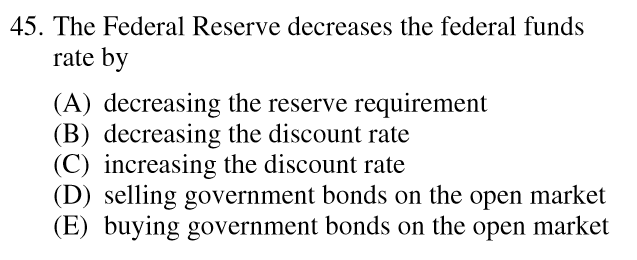 45. The Federal Reserve decreases the federal funds
rate by
(A) decreasing the reserve requirement
(B) decreasing the discount rate
(C) increasing the discount rate
(D) selling government bonds on the open market
(E) buying government bonds on the open market